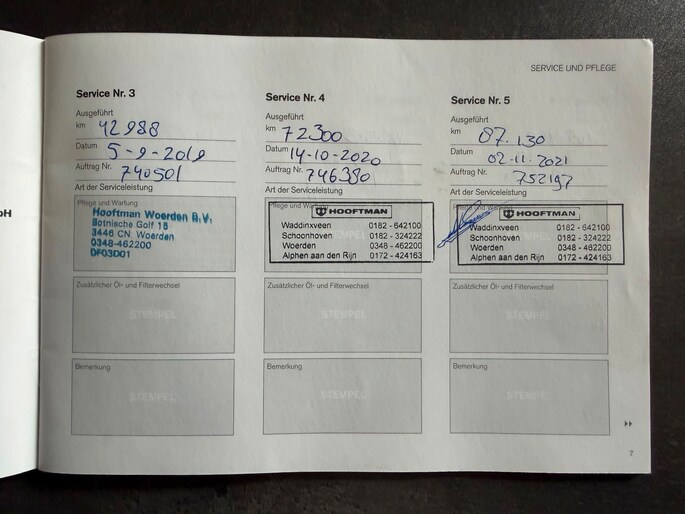 pH
SERVICE UND PFLEGE
Service Nr. 3
Ausgeführt
km 42988
Datum 5-9-2019
Auftrag Nr. 740501
Art der Serviceleistung
Pflege und Wartung
Hooftman Woerden B.V.
Botnische Golf 18
3446 CN Woerden
0348-462200
DF03D01
Zusätzlicher Öl- und Filterwechsel
STEMPEL
Bemerkung
STEMPEL
Service Nr. 4
Ausgeführt
km 72300
Datum 14-10-2020
Auftrag Nr. 746380
Art der Serviceleistung
Pflege und Wartung
HOOFTMAN
Waddinxveen 0182 - 642100
Schoonhoven 0182 - 324222
Woerden 0348 - 462200
Alphen aan den Rijn 0172 - 424163
Zusätzlicher Öl- und Filterwechsel
STEMPEL
Bemerkung
STEMPEL
Service Nr. 5
Ausgeführt
km 87.130
Datum 02-11-2021
Auftrag Nr. 752197
Art der Serviceleistung
HOOFTMAN
Waddinxveen 0182 - 642100
Schoonhoven 0182 - 324222
Woerden 0348 - 462200
Alphen aan den Rijn 0172 - 424163
Zusätzlicher Öl- und Filterwechsel
STEMPEL
Bemerkung
STEMPEL
7